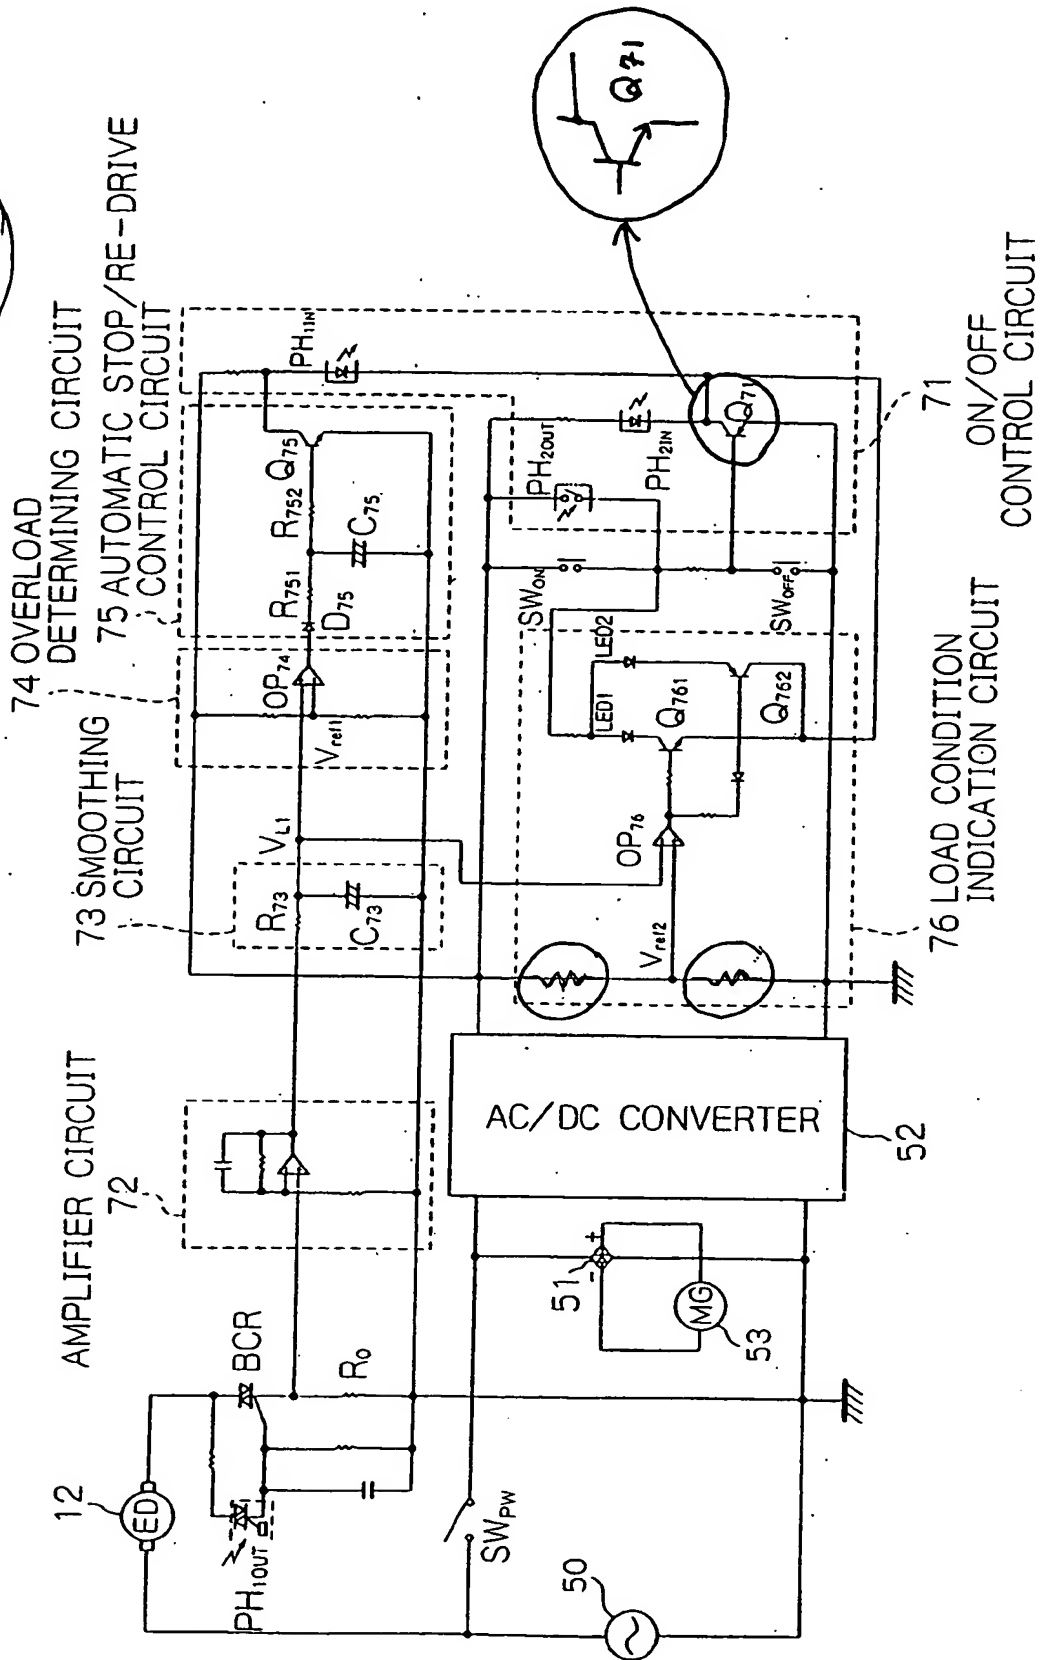 74 OVERLOAD
DETERMINING CIRCUIT
75 AUTOMATIC STOP/RE-DRIVE
CONTROL CIRCUIT
73 SMOOTHING
CIRCUIT
AMPLIFIER CIRCUIT
72
12
ED
BCR
PH1OUT
R0
R73
C73
VL1
Vref1
OP74
D75
R751
R752
C75
Q75
PH1IN
Q71
SWPW
50
51
+
-
MG
53
AC/DC CONVERTER
52
Vref2
OP76
LED1
LED2
Q761
Q762
SWON
SWOFF
PH2OUT
PH2IN
Q71
71
ON/OFF
CONTROL CIRCUIT
76 LOAD CONDITION
INDICATION CIRCUIT